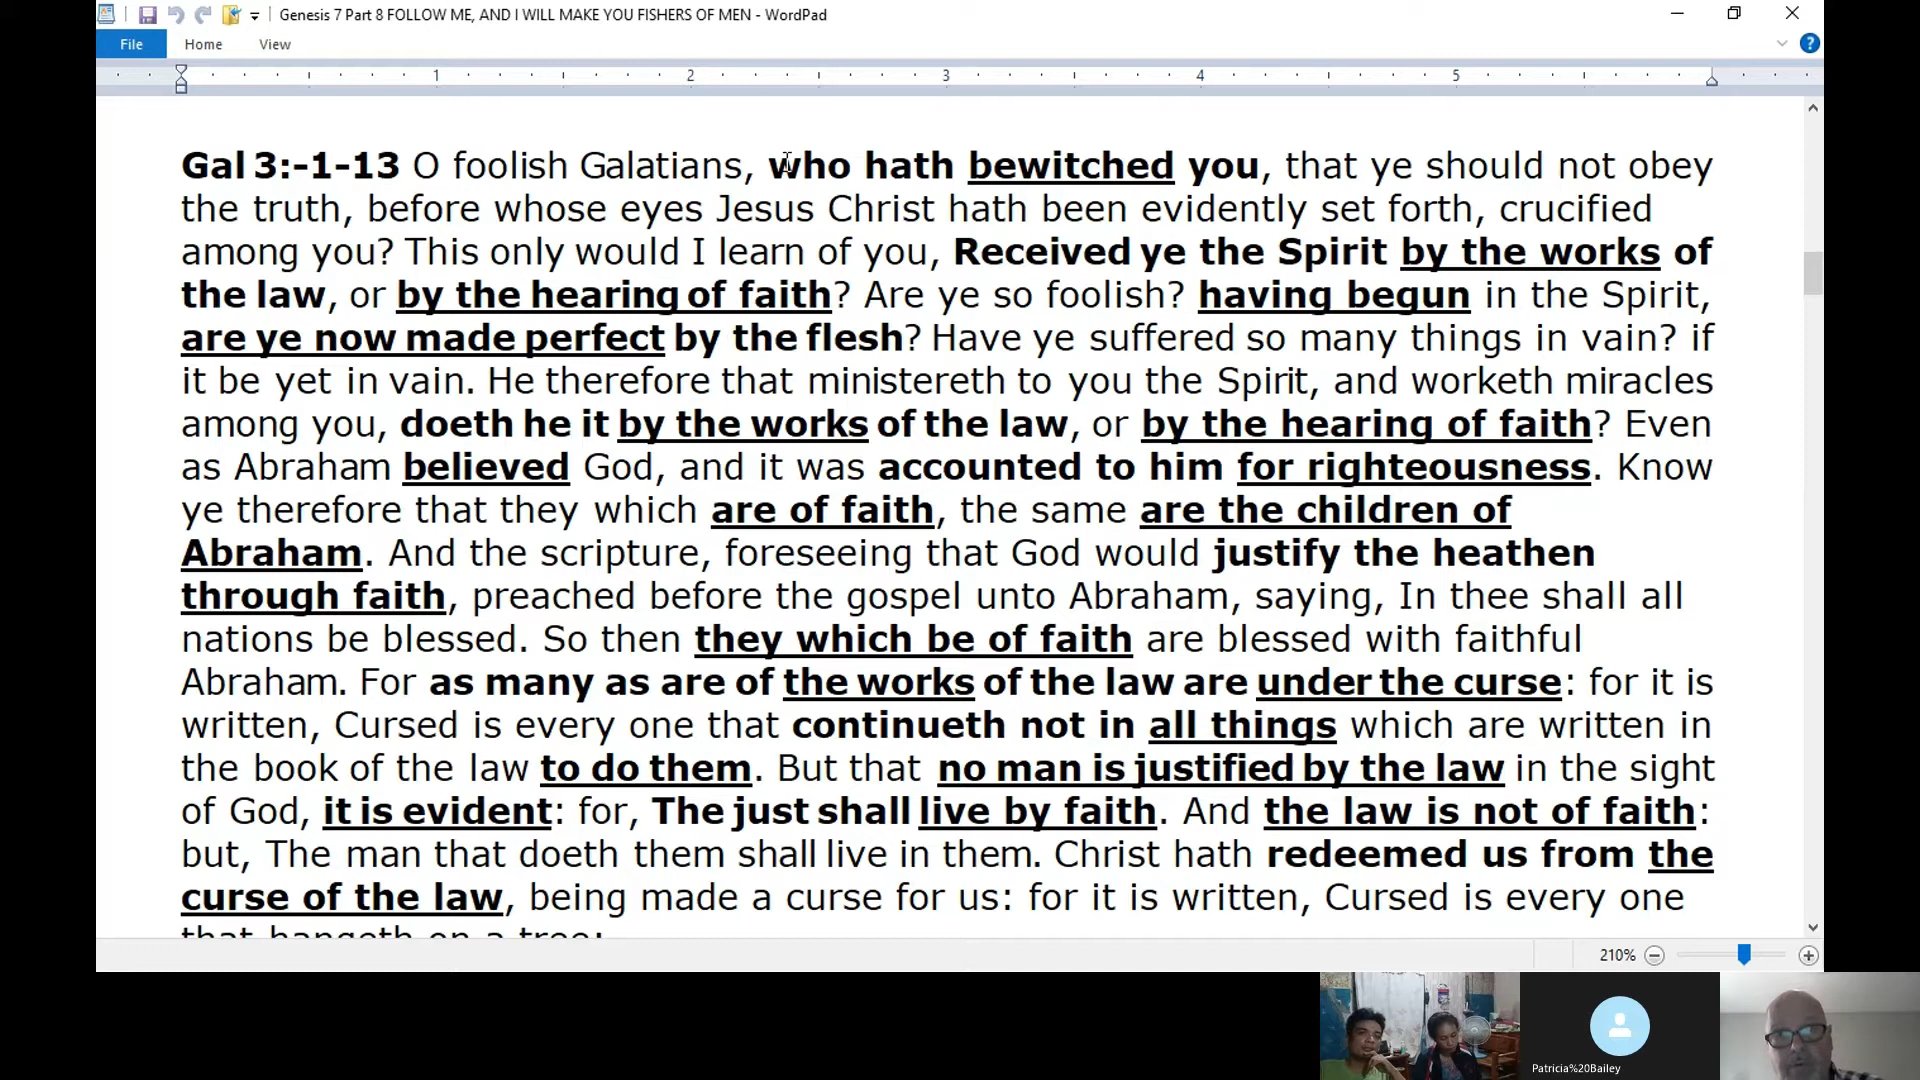 Genesis 7 Part 8 FOLLOW ME, AND I WILL MAKE YOU FISHERS OF MEN - WordPad
File Home View
1 2 3 4 5
Gal 3:-1-13 O foolish Galatians, who hath bewitched you, that ye should not obey
the truth, before whose eyes Jesus Christ hath been evidently set forth, crucified
among you? This only would I learn of you, Received ye the Spirit by the works of
the law, or by the hearing of faith? Are ye so foolish? having begun in the Spirit,
are ye now made perfect by the flesh? Have ye suffered so many things in vain? if
it be yet in vain. He therefore that ministereth to you the Spirit, and worketh miracles
among you, doeth he it by the works of the law, or by the hearing of faith? Even
as Abraham believed God, and it was accounted to him for righteousness. Know
ye therefore that they which are of faith, the same are the children of
Abraham. And the scripture, foreseeing that God would justify the heathen
through faith, preached before the gospel unto Abraham, saying, In thee shall all
nations be blessed. So then they which be of faith are blessed with faithful
Abraham. For as many as are of the works of the law are under the curse: for it is
written, Cursed is every one that continueth not in all things which are written in
the book of the law to do them. But that no man is justified by the law in the sight
of God, it is evident: for, The just shall live by faith. And the law is not of faith:
but, The man that doeth them shall live in them. Christ hath redeemed us from the
curse of the law, being made a curse for us: for it is written, Cursed is every one
that hangeth on a tree:
210%
Patricia%20Bailey